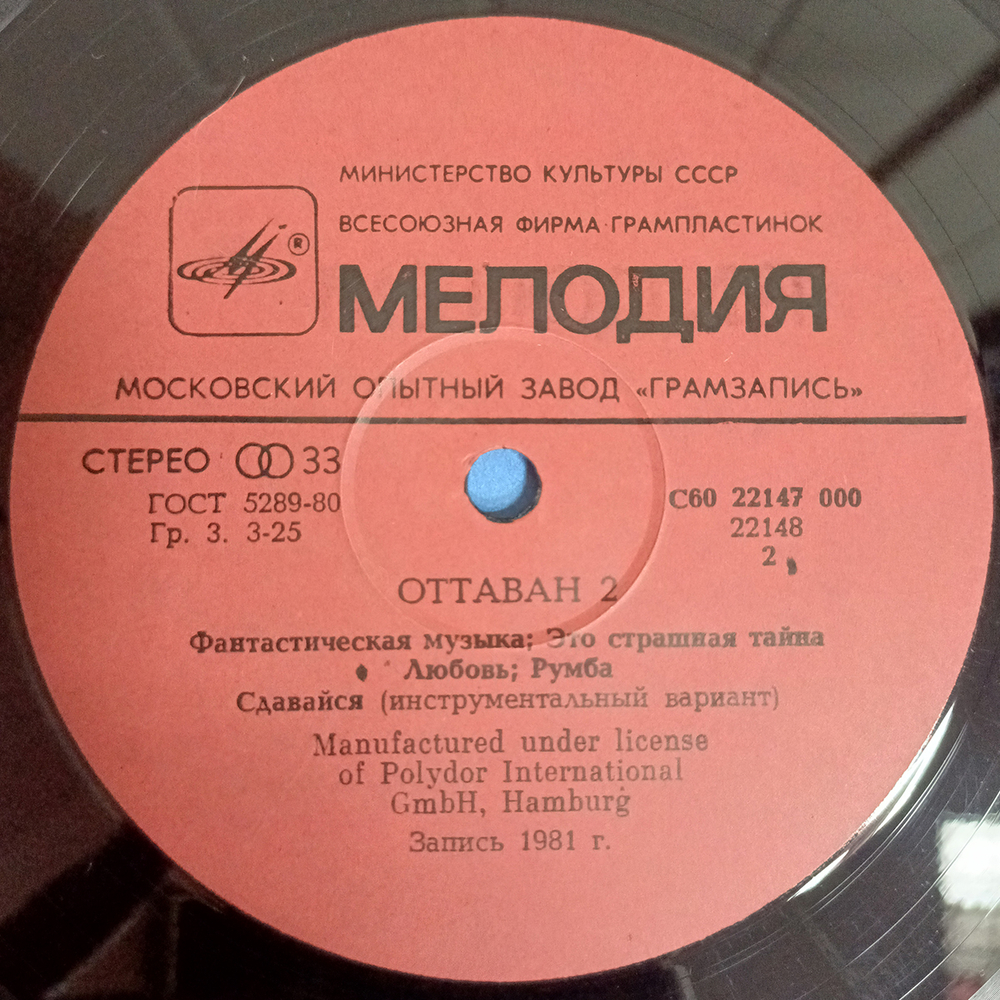 МИНИСТЕРСТВО КУЛЬТУРЫ СССР
ВСЕСОЮЗНАЯ ФИРМА ГРАМПЛАСТИНОК
®
МЕЛОДИЯ
МОСКОВСКИЙ ОПЫТНЫЙ ЗАВОД «ГРАМЗАПИСЬ»
СТЕРЕО 33
ГОСТ 5289-80
Гр. 3. 3-25
С60 22147 000
22148
2
ОТТАВАН 2
Фантастическая музыка; Это страшная тайна
Любовь; Румба
Сдавайся (инструментальный вариант)
Manufactured under license
of Polydor International
GmbH, Hamburg
Запись 1981 г.